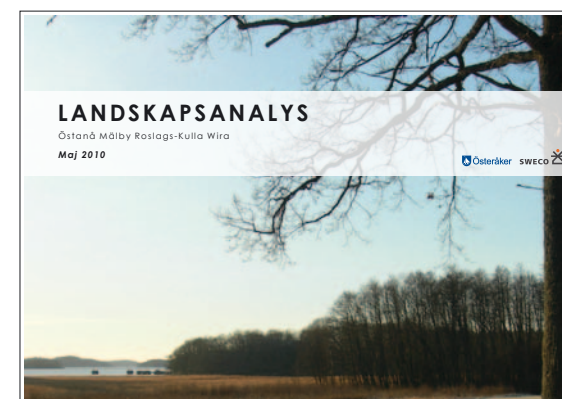 LANDSKAPSANALYS
Östanå Mälby Roslags-Kulla Wira
Maj 2010
Österåker SWECO